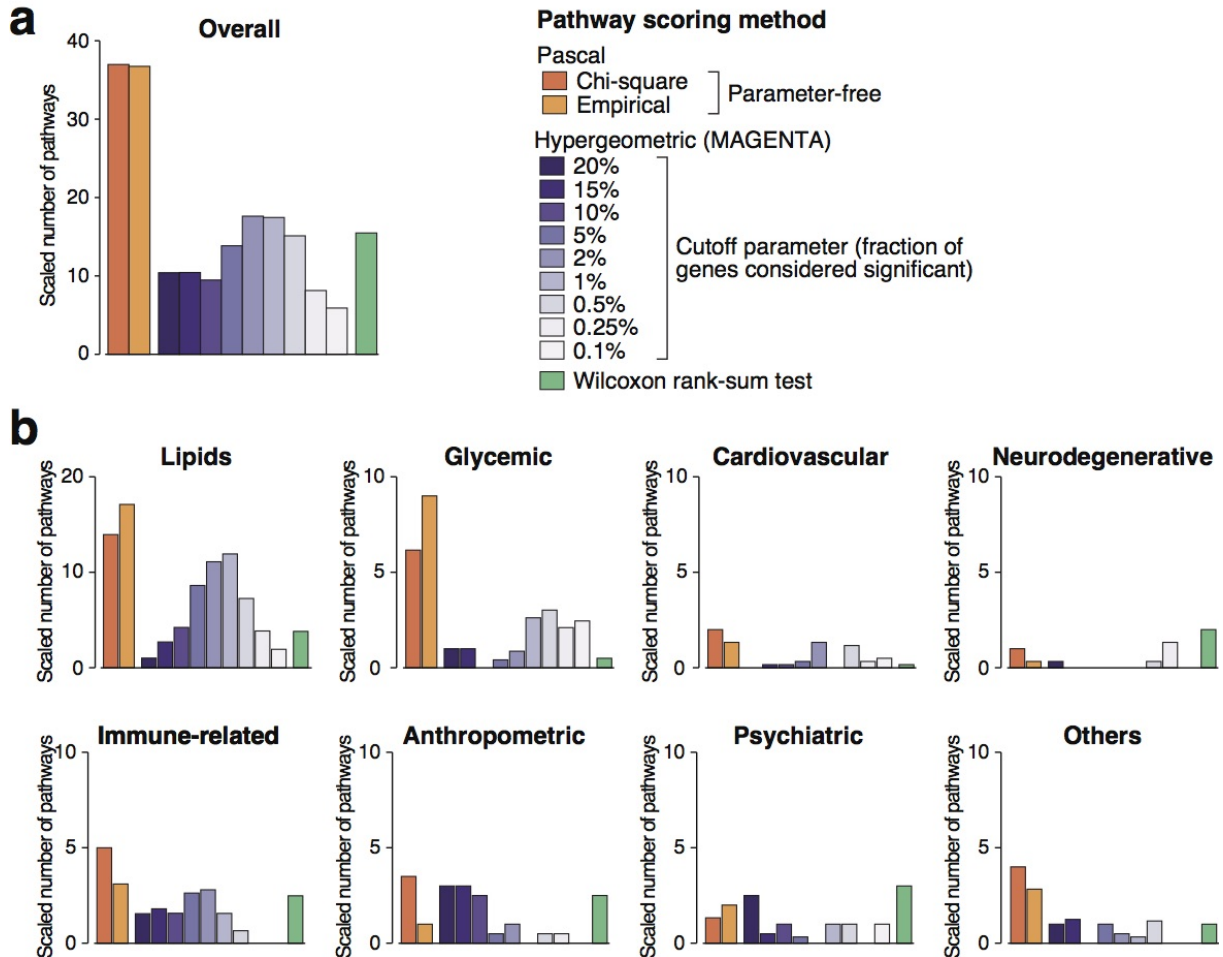 a
Overall
Scaled number of pathways
40
30
20
10
0
Pathway scoring method
Pascal
Chi-square
Empirical
Parameter-free
Hypergeometric (MAGENTA)
20%
15%
10%
5%
2%
1%
0.5%
0.25%
0.1%
Cutoff parameter (fraction of
genes considered significant)
Wilcoxon rank-sum test
b
Lipids
Scaled number of pathways
20
10
0
Glycemic
Scaled number of pathways
10
5
0
Cardiovascular
Scaled number of pathways
10
5
0
Neurodegenerative
Scaled number of pathways
10
5
0
Immune-related
Scaled number of pathways
10
5
0
Anthropometric
Scaled number of pathways
10
5
0
Psychiatric
Scaled number of pathways
10
5
0
Others
Scaled number of pathways
10
5
0